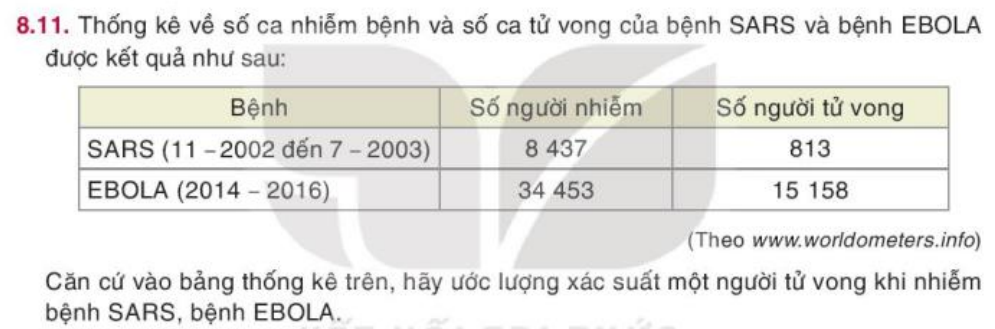 8.11. Thống kê về số ca nhiễm bệnh và số ca tử vong của bệnh SARS và bệnh EBOLA
được kết quả như sau:
Bệnh Số người nhiễm Số người tử vong
SARS (11 – 2002 đến 7 – 2003) 8 437 813
EBOLA (2014 – 2016) 34 453 15 158
(Theo www.worldometers.info)
Căn cứ vào bảng thống kê trên, hãy ước lượng xác suất một người tử vong khi nhiễm
bệnh SARS, bệnh EBOLA.